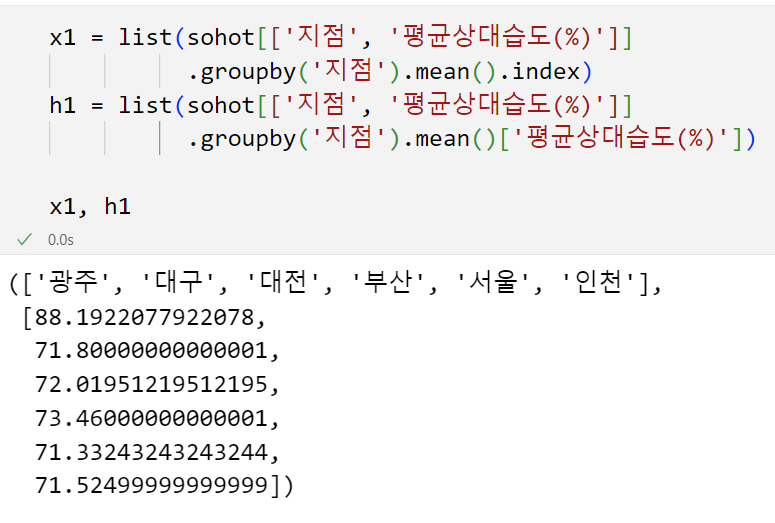 x1 = list(sohot[['지점', '평균상대습도(%)']]
.groupby('지점').mean().index)
h1 = list(sohot[['지점', '평균상대습도(%)']]
.groupby('지점').mean()['평균상대습도(%)'])
x1, h1
0.0s
(['광주', '대구', '대전', '부산', '서울', '인천'],
[88.1922077922078,
71.80000000000001,
72.01951219512195,
73.46000000000001,
71.33243243243244,
71.52499999999999])